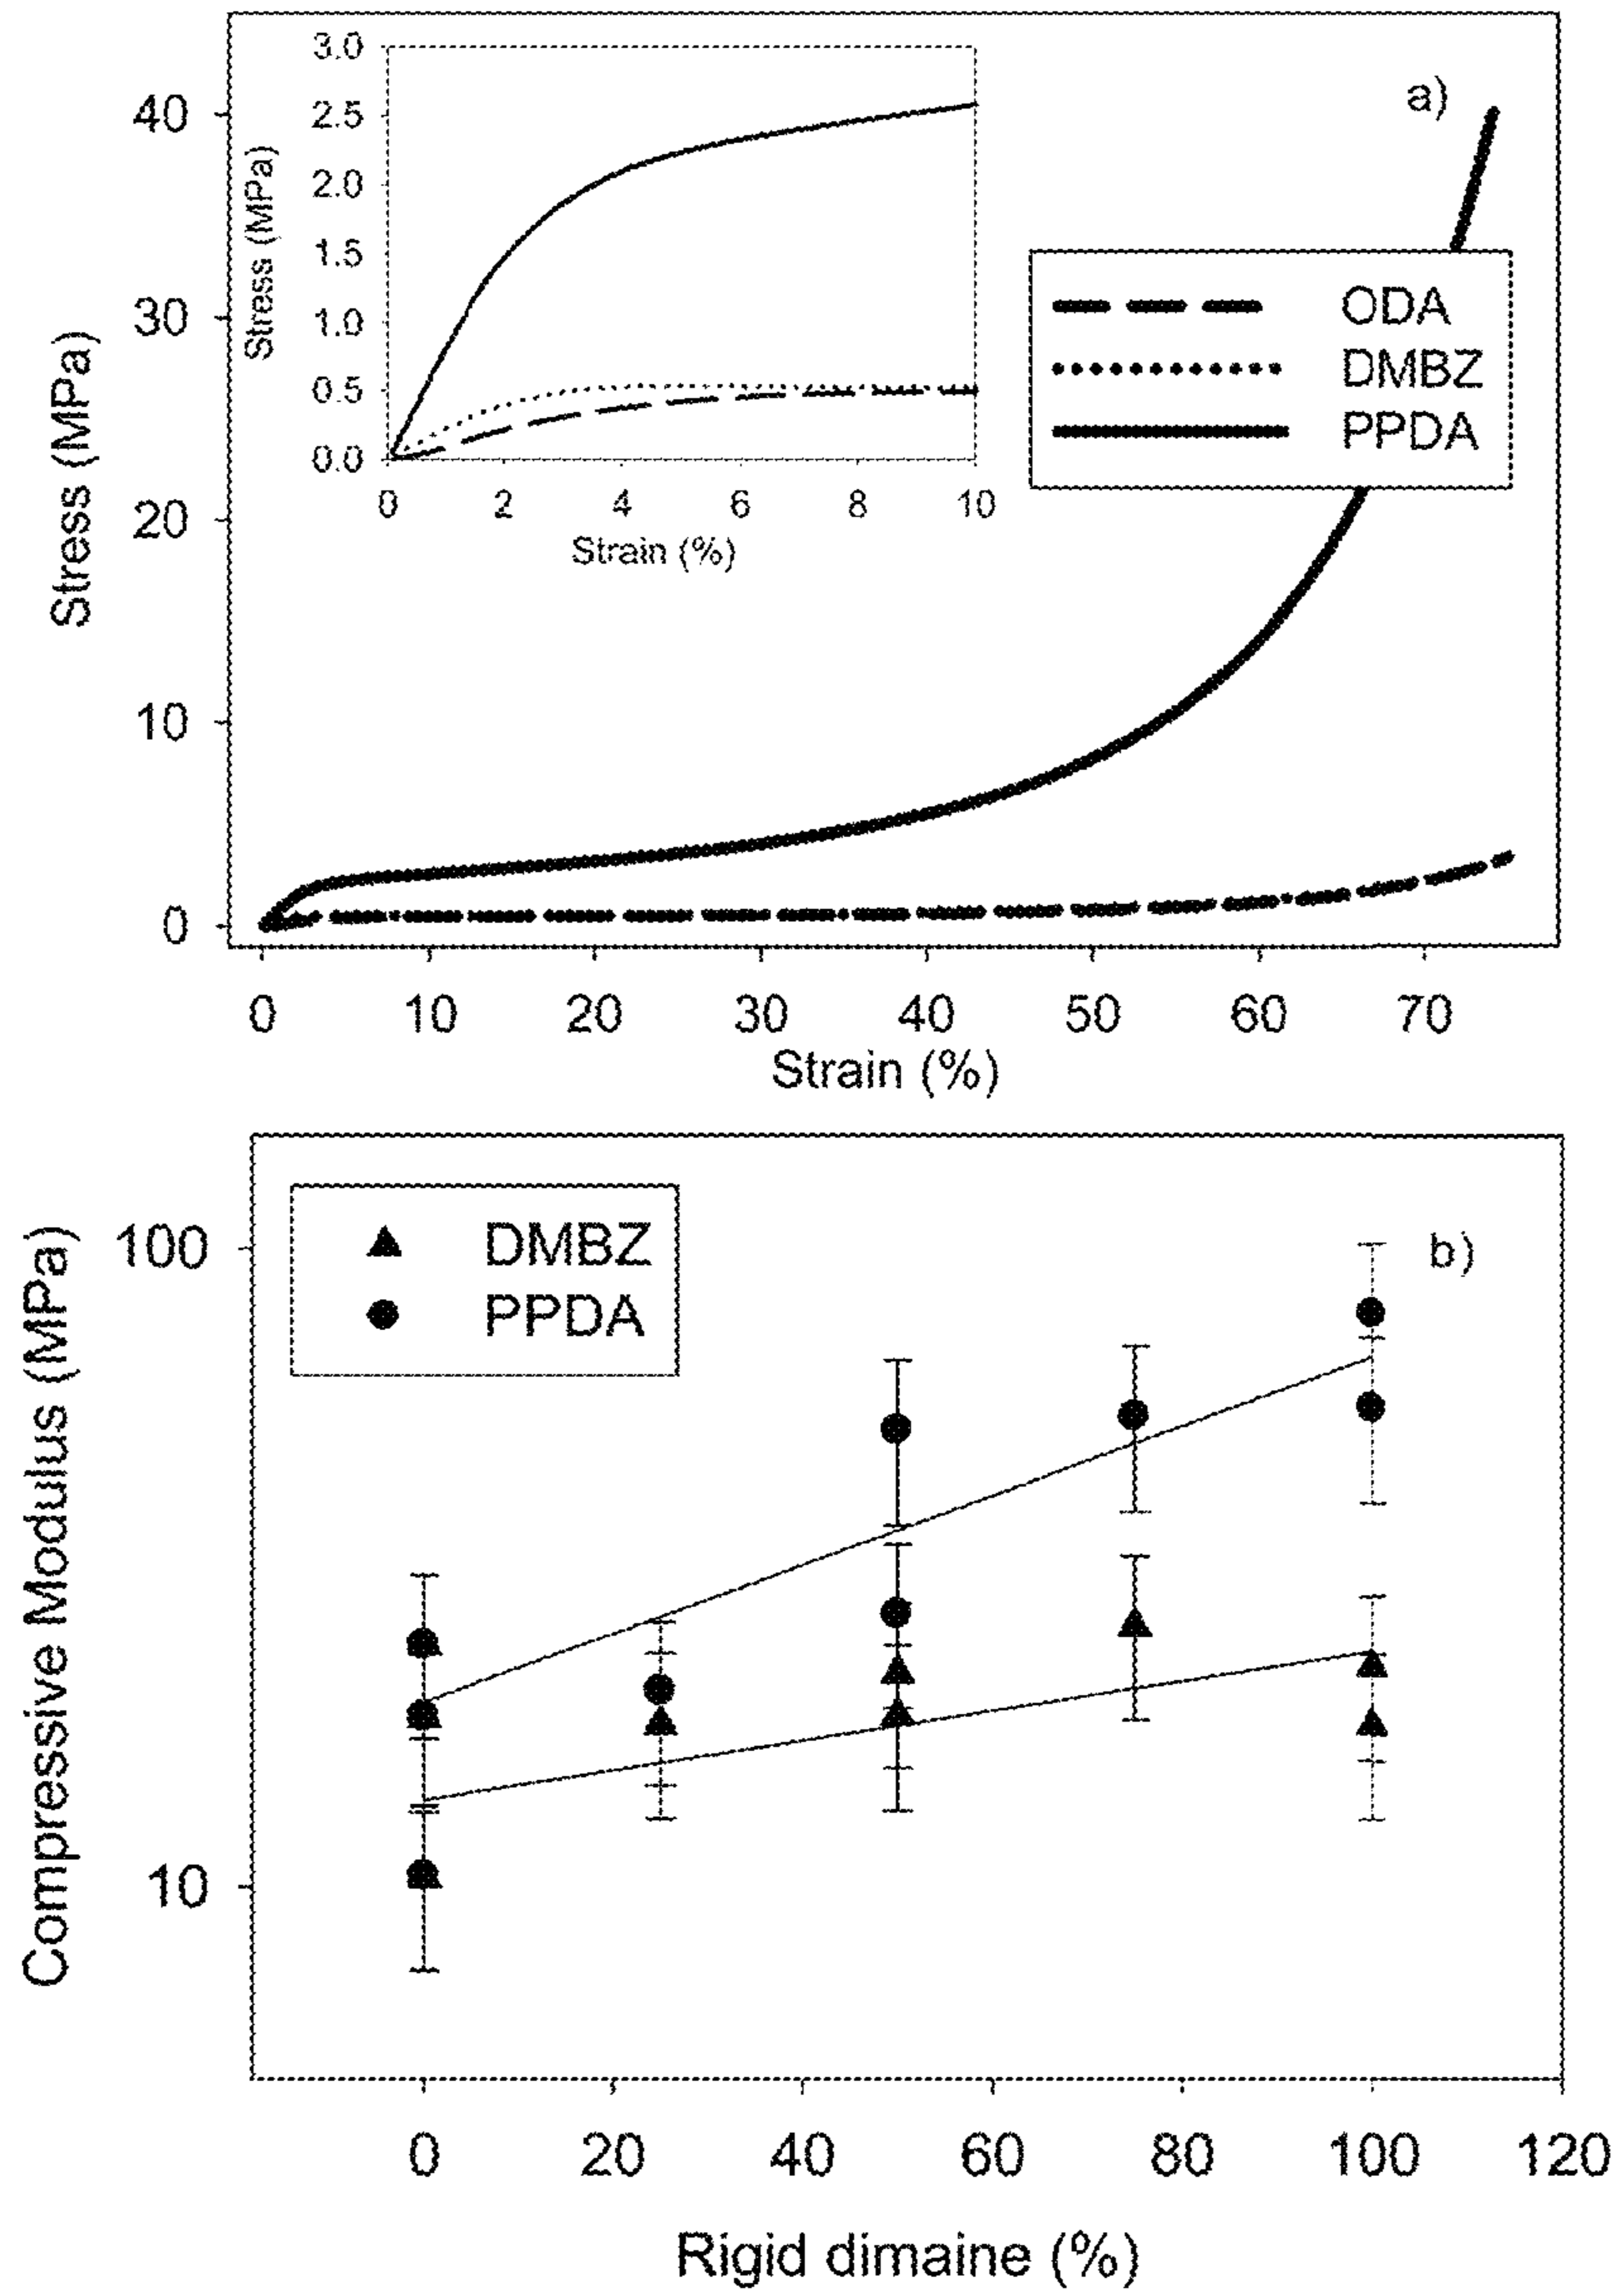 a)
40
30
20
10
0
Stress (MPa)
3.0
2.5
2.0
1.5
1.0
0.5
0.0
Stress (MPa)
0 2 4 6 8 10
Strain (%)
ODA
DMBZ
PPDA
0 10 20 30 40 50 60 70
Strain (%)
b)
DMBZ
PPDA
100
10
Compressive Modulus (MPa)
0 20 40 60 80 100 120
Rigid dimaine (%)